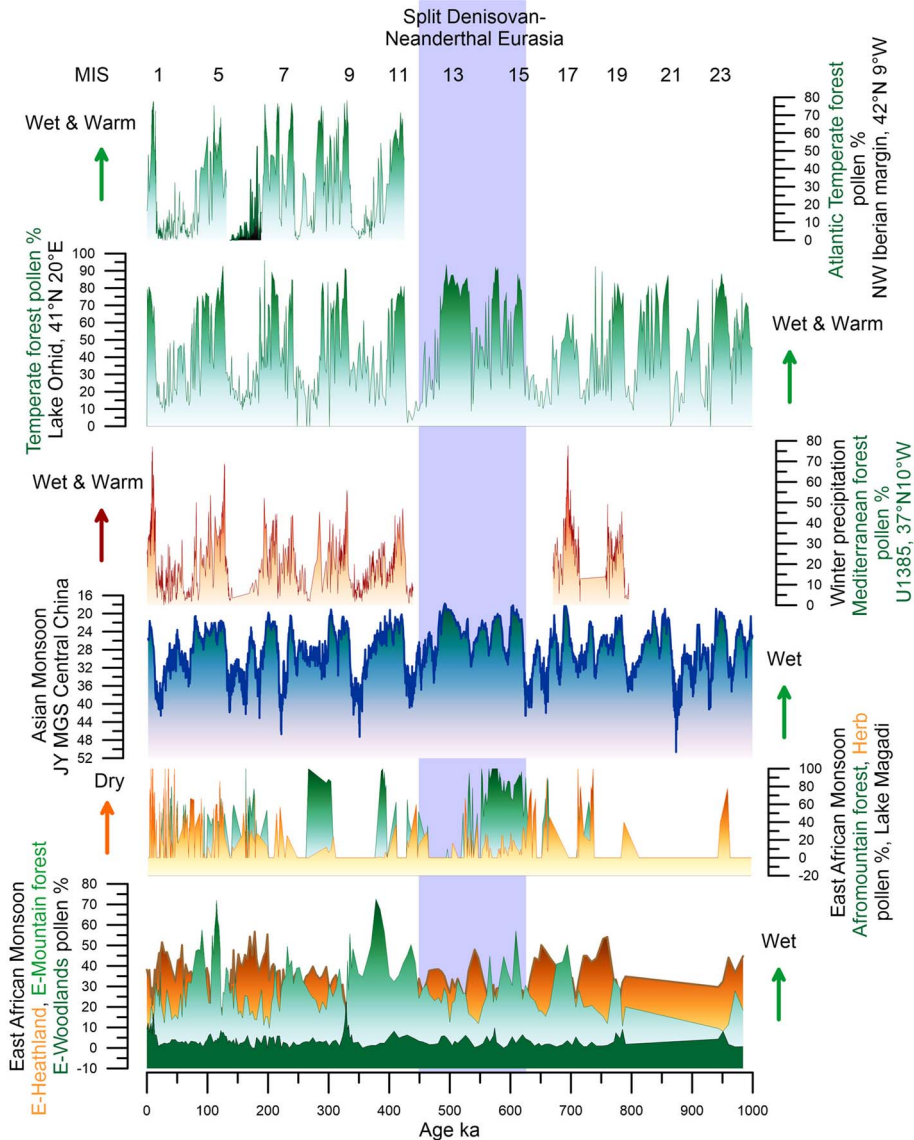 Split Denisovan-
Neanderthal Eurasia
MIS 1 5 7 9 11 13 15 17 19 21 23
Wet & Warm
80
70
60
50
40
30
20
10
0
Atlantic Temperate forest
pollen %
NW Iberian margin, 42°N 9°W
Temperate forest pollen %
Lake Orhid, 41°N 20°E
100
90
80
70
60
50
40
30
20
10
0
Wet & Warm
Wet & Warm
80
70
60
50
40
30
20
10
0
Winter precipitation
Mediterranean forest
pollen %
U1385, 37°N10°W
Asian Monsoon
JY MGS Central China
16
20
24
28
32
36
40
44
48
52
Wet
Dry
100
80
60
40
20
0
-20
East African Monsoon
Afromountain forest, Herb
pollen %, Lake Magadi
East African Monsoon
E-Heathland, E-Mountain forest
E-Woodlands pollen %
80
70
60
50
40
30
20
10
0
-10
Wet
0 100 200 300 400 500 600 700 800 900 1000
Age ka